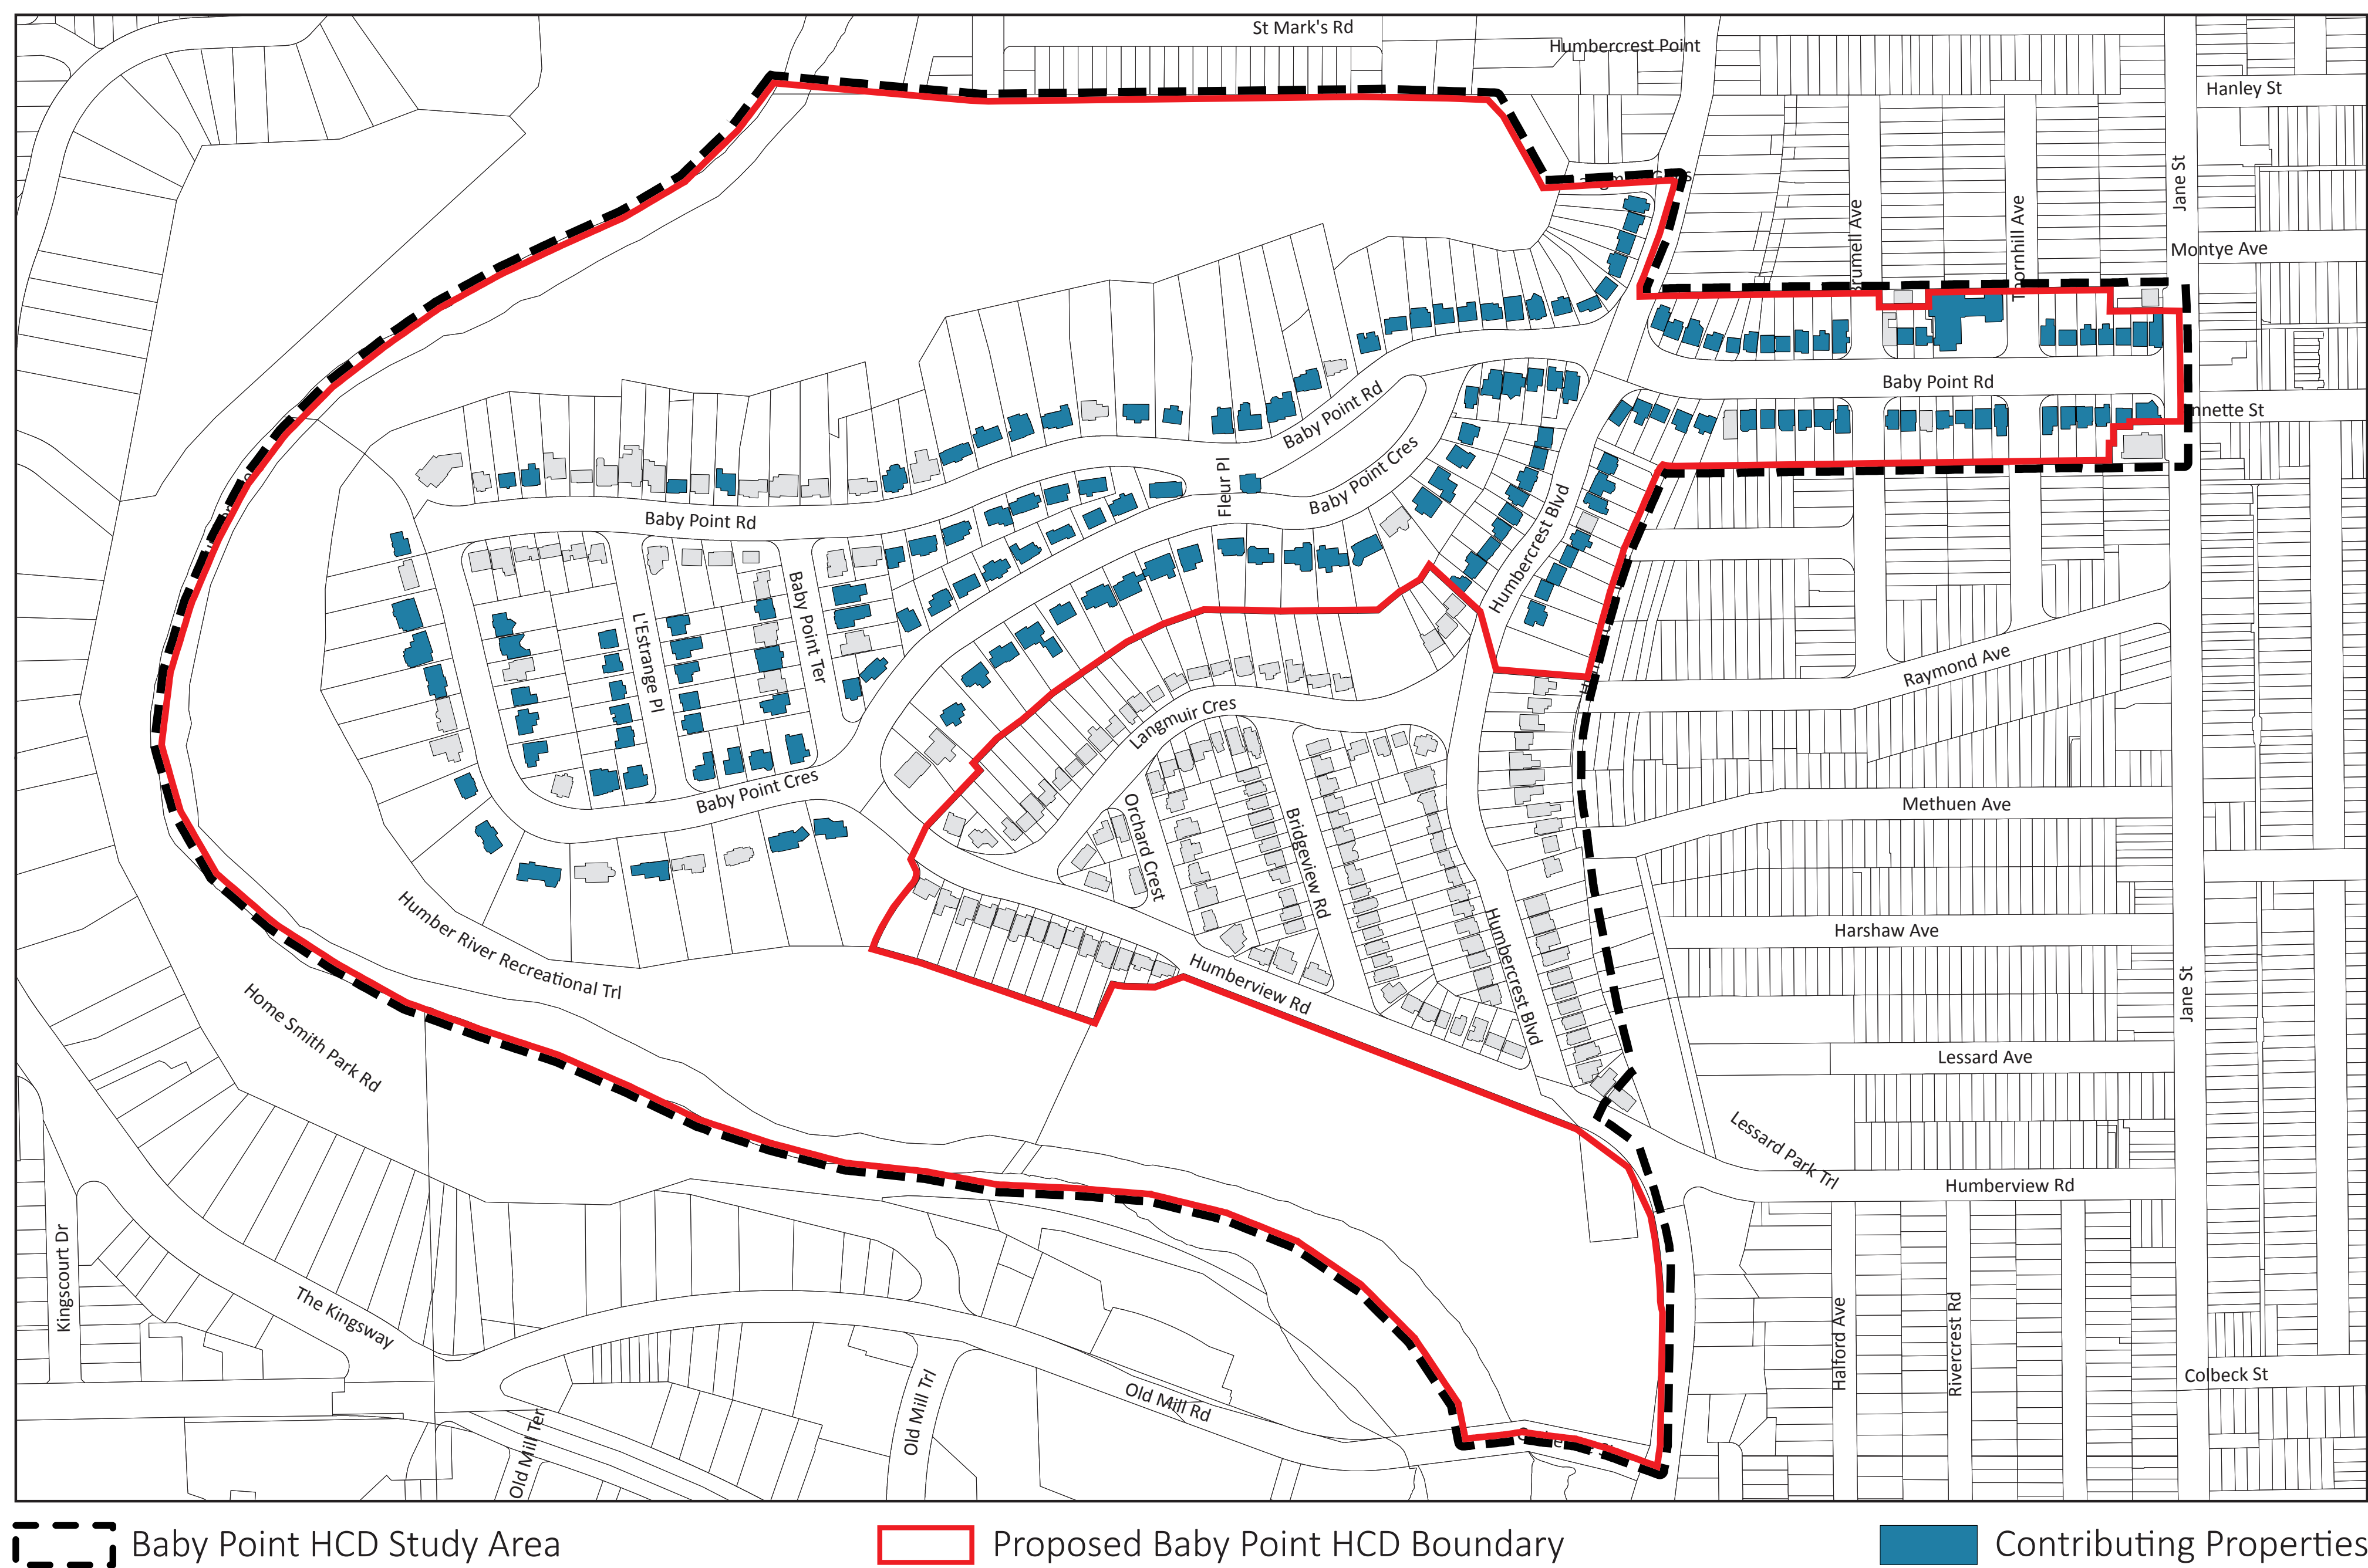 St Mark's Rd
Humbercrest Point
Hanley St
Jane St
Brumell Ave
Thornhill Ave
Montye Ave
Baby Point Rd
Baby Point Rd
Baby Point Cres
Fleur Pl
Baby Point Rd
Humbercrest Blvd
L'Estrange Pl
Baby Point Ter
Raymond Ave
Langmuir Cres
Baby Point Cres
Orchard Crest
Bridgeview Rd
Methuen Ave
Humber River Recreational Trl
Humbercrest Blvd
Harshaw Ave
Humberview Rd
Home Smith Park Rd
Jane St
Lessard Ave
Lessard Park Trl
Humberview Rd
Kingscourt Dr
The Kingsway
Halford Ave
Rivercrest Rd
Colbeck St
Old Mill Rd
Old Mill Trl
Old Mill Ter
Baby Point HCD Study Area
Proposed Baby Point HCD Boundary
Contributing Properties